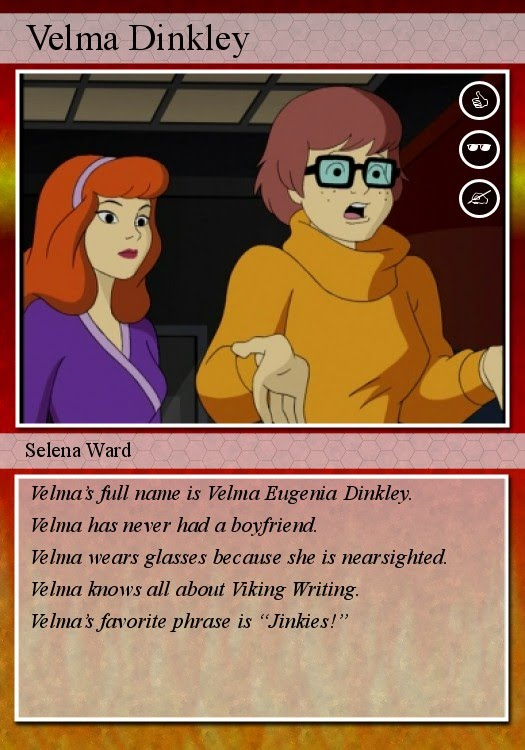 Velma Dinkley
Selena Ward
Velma's full name is Velma Eugenia Dinkley.
Velma has never had a boyfriend.
Velma wears glasses because she is nearsighted.
Velma knows all about Viking Writing.
Velma's favorite phrase is “Jinkies!”